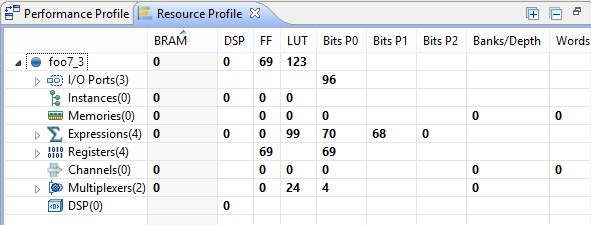 Performance Profile Resource Profile
BRAM DSP FF LUT Bits P0 Bits P1 Bits P2 Banks/Depth Words
foo7_3 0 0 69 123
I/O Ports(3) 96
Instances(0) 0 0 0 0
Memories(0) 0 0 0 0 0 0
Expressions(4) 0 0 0 99 70 68 0
Registers(4) 69 69
Channels(0) 0 0 0 0 0 0
Multiplexers(2) 0 0 24 4 0
DSP(0) 0